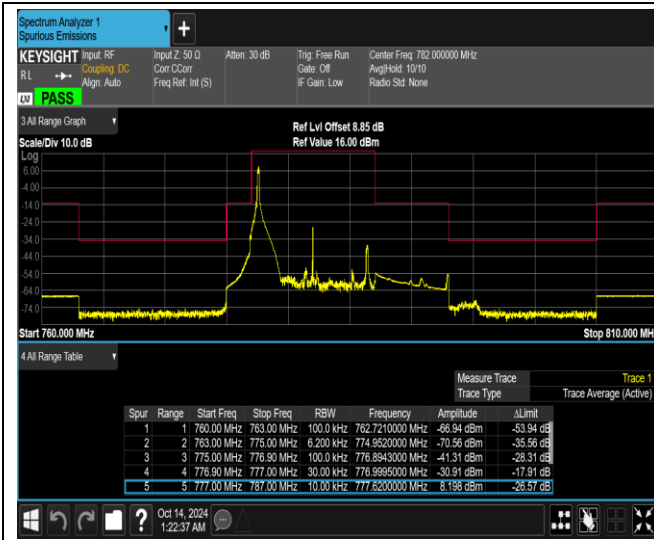 Spectrum Analyzer 1
Spurious Emissions
+
KEYSIGHT Input: RF Input Z: 50 Ω Atten: 30 dB Trig: Free Run Center Freq: 782.000000 MHz
RL Coupling: DC Corr CCorr Gate: Off Avg|Hold: 10/10
Align: Auto Freq Ref: Int (S) IF Gain: Low Radio Std: None
LXI PASS
3 All Range Graph
Ref Lvl Offset 8.85 dB
Scale/Div 10.0 dB Ref Value 16.00 dBm
Log
6.00
-4.00
-14.0
-24.0
-34.0
-44.0
-54.0
-64.0
-74.0
Start 760.000 MHz Stop 810.000 MH
4 All Range Table
Measure Trace Trace 1
Trace Type Trace Average (Active)
Spur Range Start Freq Stop Freq RBW Frequency Amplitude ΔLimit
1 1 760.00 MHz 763.00 MHz 100.0 kHz 762.7210000 MHz -66.94 dBm -53.94 dB
2 2 763.00 MHz 775.00 MHz 6.200 kHz 774.9520000 MHz -70.56 dBm -35.56 dB
3 3 775.00 MHz 776.90 MHz 100.0 kHz 776.8943000 MHz -41.31 dBm -28.31 dB
4 4 776.90 MHz 777.00 MHz 30.00 kHz 776.9995000 MHz -30.91 dBm -17.91 dB
5 5 777.00 MHz 787.00 MHz 10.00 kHz 777.6200000 MHz 8.198 dBm -26.57 dB
? Oct 14, 2024
1:22:37 AM